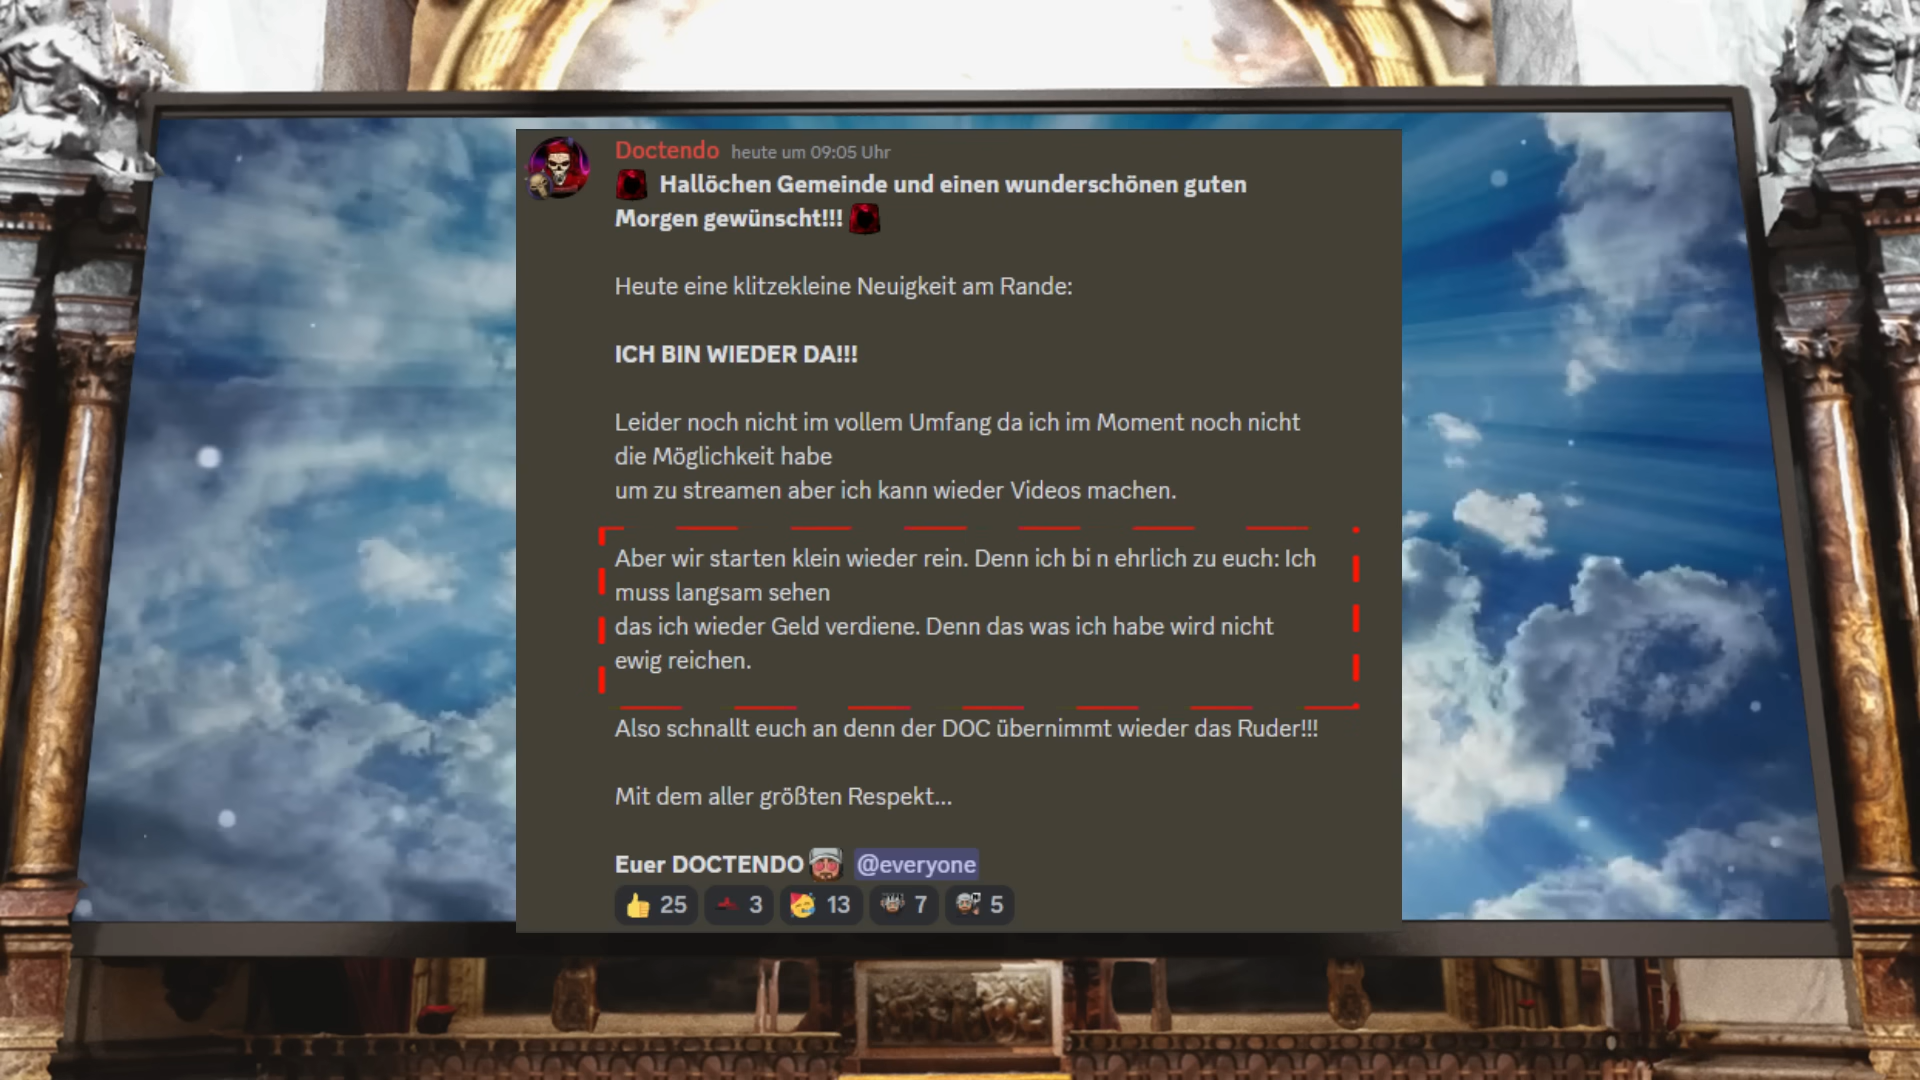 Doctendo heute um 09:05 Uhr
Hallöchen Gemeinde und einen wunderschönen guten
Morgen gewünscht!!!
Heute eine klitzekleine Neuigkeit am Rande:
ICH BIN WIEDER DA!!!
Leider noch nicht im vollem Umfang da ich im Moment noch nicht
die Möglichkeit habe
um zu streamen aber ich kann wieder Videos machen.
Aber wir starten klein wieder rein. Denn ich bi n ehrlich zu euch: Ich
muss langsam sehen
das ich wieder Geld verdiene. Denn das was ich habe wird nicht
ewig reichen.
Also schnallt euch an denn der DOC übernimmt wieder das Ruder!!!
Mit dem aller größten Respekt...
Euer DOCTENDO @everyone
25 3 13 7 5